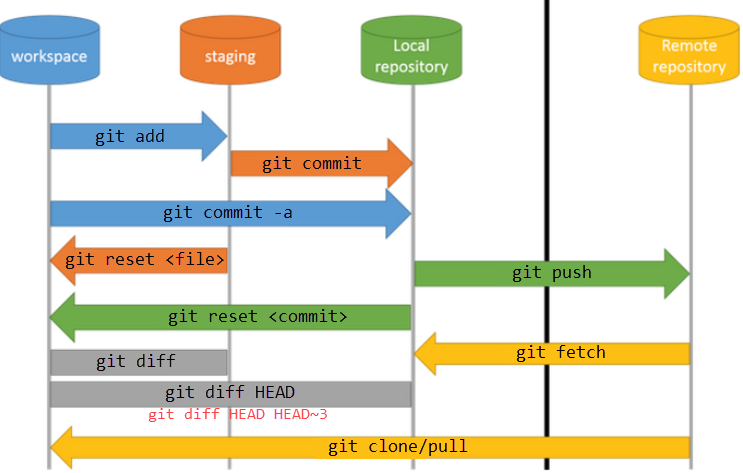 workspace
staging
Local
repository
Remote
repository
git add
git commit
git commit -a
git reset <file>
git push
git reset <commit>
git fetch
git diff
git diff HEAD
git diff HEAD HEAD~3
git clone/pull